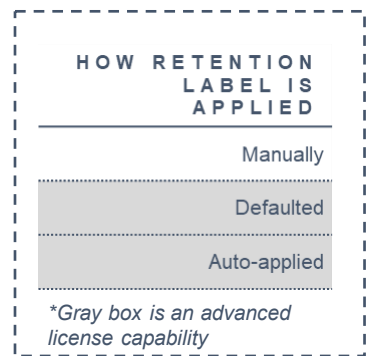 HOW RETENTION
LABEL IS
APPLIED
Manually
Defaulted
Auto-applied
*Gray box is an advanced
license capability